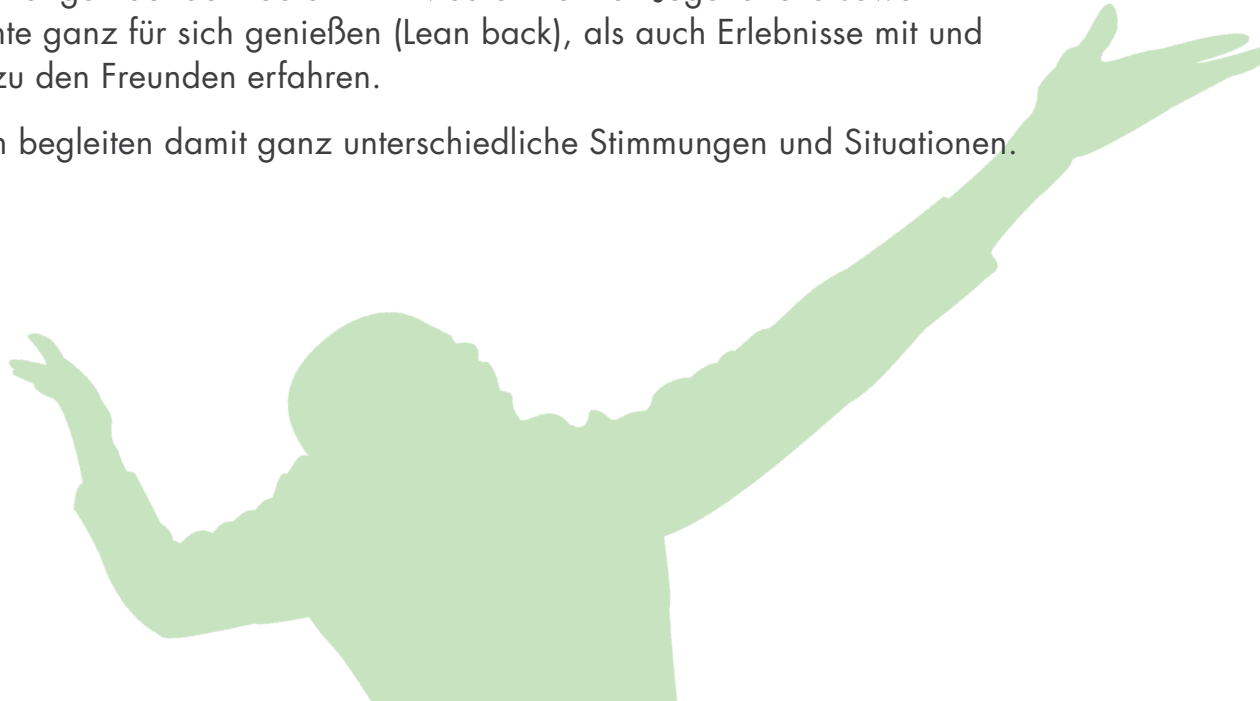 te ganz für sich genießen (Lean back), als auch Erlebnisse mit und
zu den Freunden erfahren.
begleiten damit ganz unterschiedliche Stimmungen und Situationen.